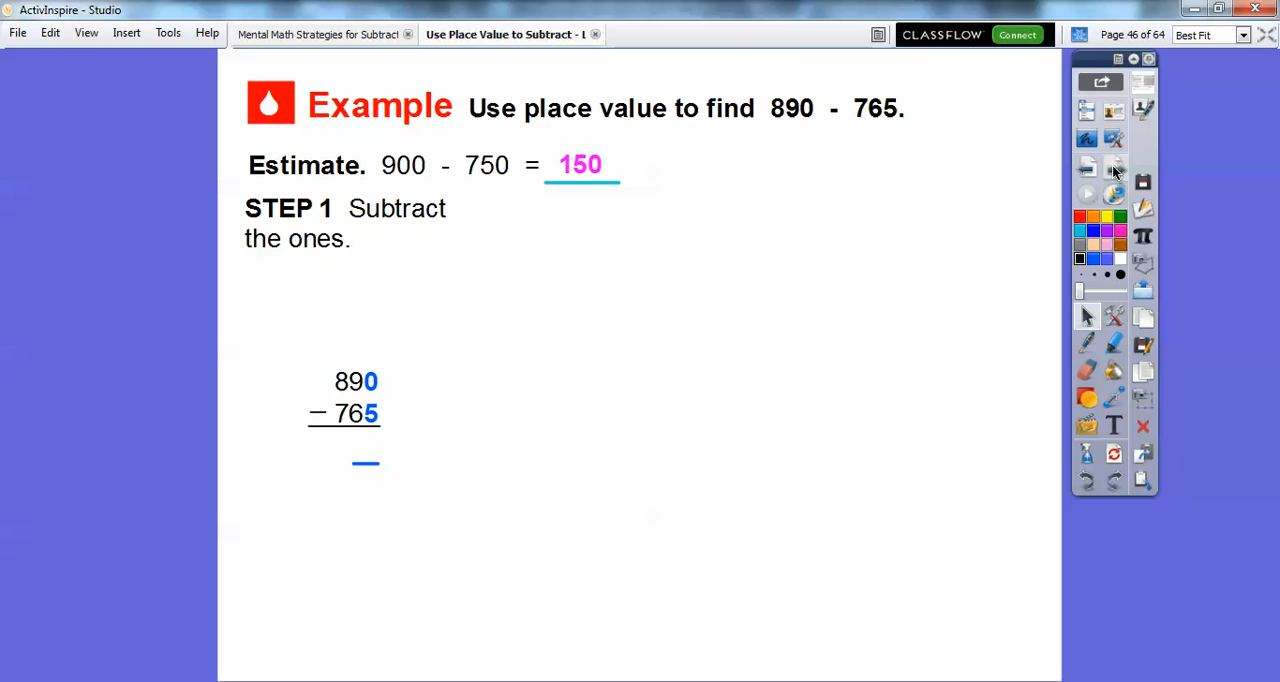 ActivInspire - Studio
File Edit View Insert Tools Help
Mental Math Strategies for Subtract
Use Place Value to Subtract - L
CLASSFLOW Connect
Page 46 of 64
Best Fit
Example Use place value to find 890 - 765.
Estimate. 900 - 750 = 150
STEP 1 Subtract
the ones.
890
− 765
T